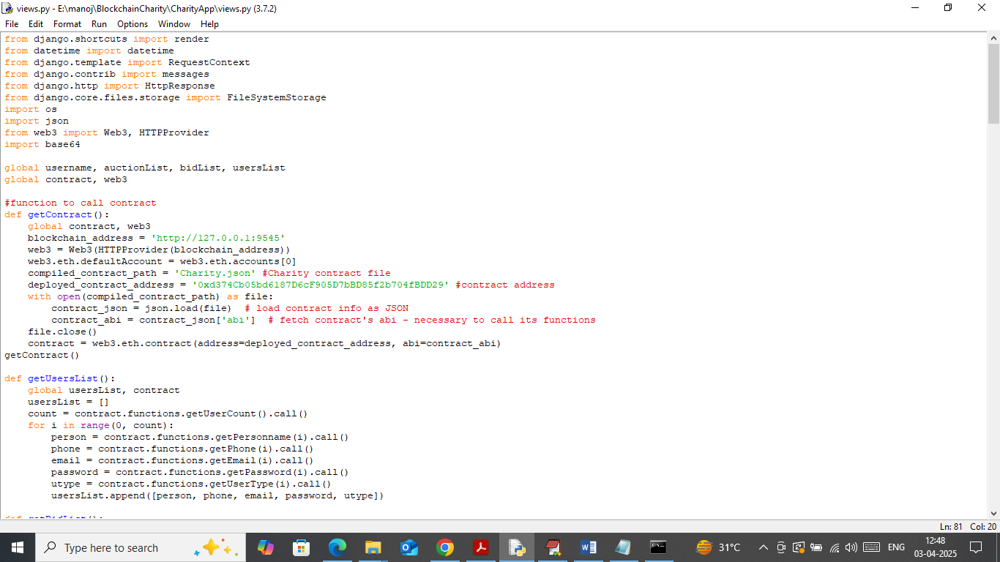 views.py - E:\manoj\BlockchainCharity\CharityApp\views.py (3.7.2)
File Edit Format Run Options Window Help
from django.shortcuts import render
from datetime import datetime
from django.template import RequestContext
from django.contrib import messages
from django.http import HttpResponse
from django.core.files.storage import FileSystemStorage
import os
import json
from web3 import Web3, HTTPProvider
import base64

global username, auctionList, bidList, usersList
global contract, web3

#function to call contract
def getContract():
    global contract, web3
    blockchain_address = 'http://127.0.0.1:9545'
    web3 = Web3(HTTPProvider(blockchain_address))
    web3.eth.defaultAccount = web3.eth.accounts[0]
    compiled_contract_path = 'Charity.json' #Charity contract file
    deployed_contract_address = '0xd374Cb05bd6187D6cF905D7bBD85f2b704fBDD29' #contract address
    with open(compiled_contract_path) as file:
        contract_json = json.load(file)  # load contract info as JSON
        contract_abi = contract_json['abi']  # fetch contract's abi - necessary to call its functions
    file.close()
    contract = web3.eth.contract(address=deployed_contract_address, abi=contract_abi)
getContract()

def getUsersList():
    global usersList, contract
    usersList = []
    count = contract.functions.getUserCount().call()
    for i in range(0, count):
        person = contract.functions.getPersonname(i).call()
        phone = contract.functions.getPhone(i).call()
        email = contract.functions.getEmail(i).call()
        password = contract.functions.getPassword(i).call()
        utype = contract.functions.getUserType(i).call()
        usersList.append([person, phone, email, password, utype])

Ln: 81 Col: 20
Type here to search
31°C
ENG
12:48
03-04-2025